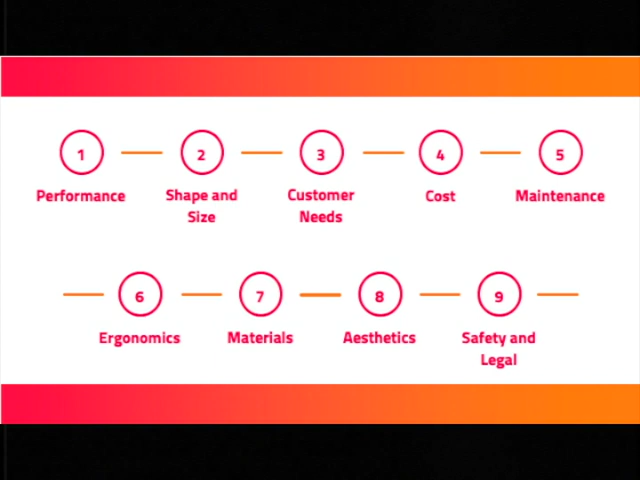 1 2 3 4 5
Performance Shape and Customer Cost Maintenance
Size Needs
6 7 8 9
Ergonomics Materials Aesthetics Safety and
Legal